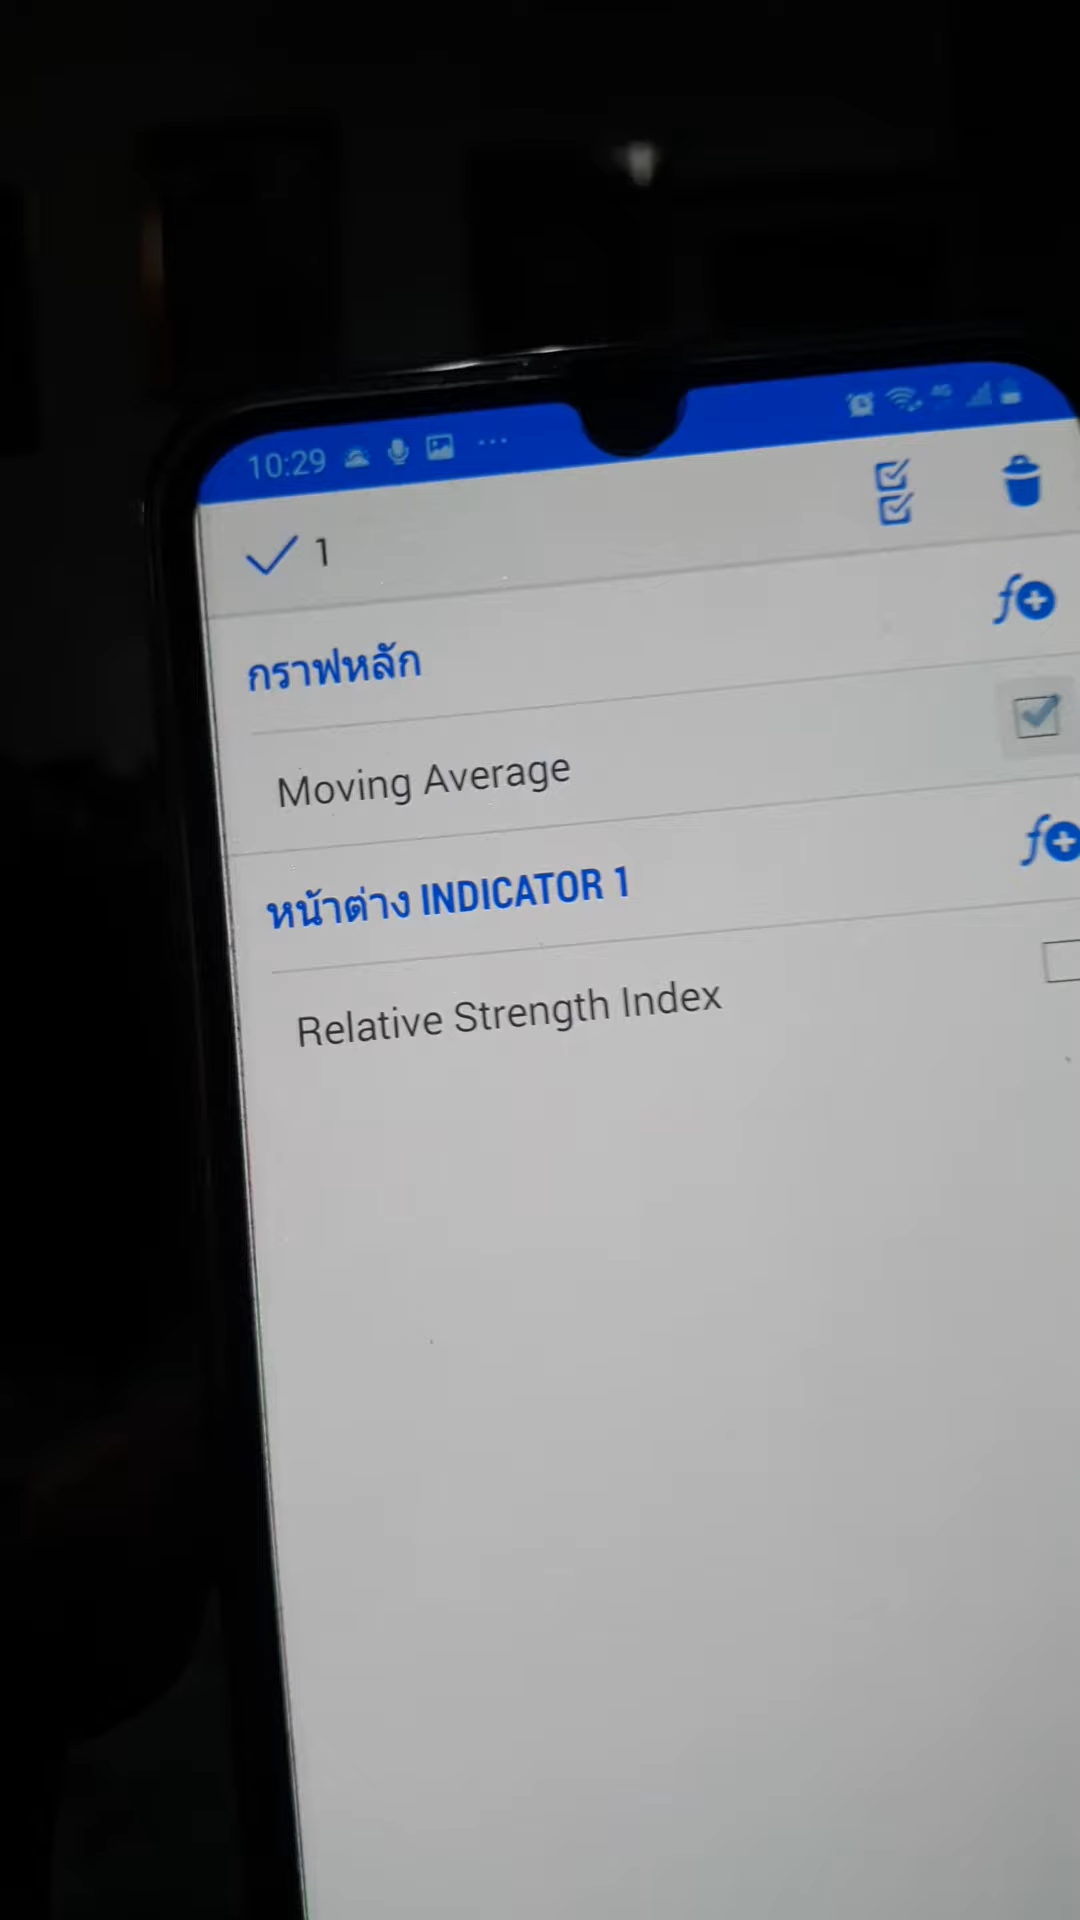 10:29
4G
1
กราฟหลัก
Moving Average
หน้าต่าง INDICATOR 1
Relative Strength Index